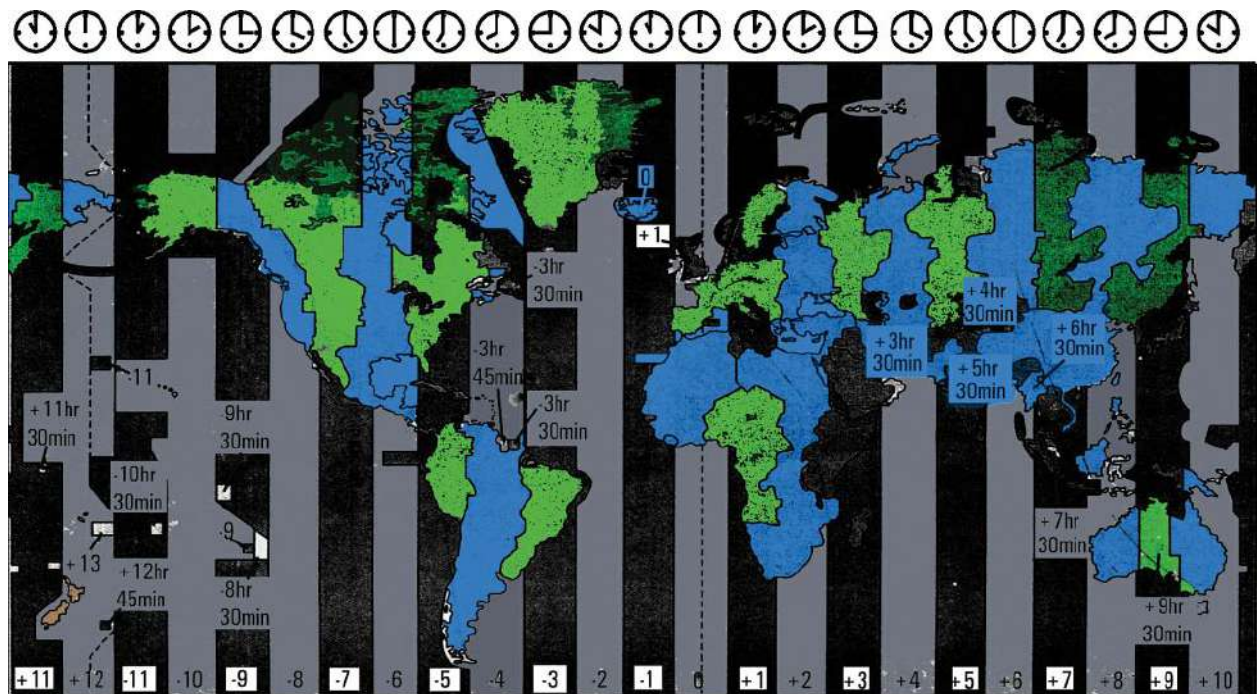 0
+1
-3hr
30min
+4hr
30min
-3hr
45min
+3hr
30min
+6hr
30min
+5hr
30min
-11
+11hr
30min
-9hr
30min
-3hr
30min
-10hr
30min
+7hr
30min
-9
+13
+12hr
45min
-8hr
30min
+9hr
30min
+11 +12 -11 -10 -9 -8 -7 -6 -5 -4 -3 -2 -1 0 +1 +2 +3 +4 +5 +6 +7 +8 +9 +10